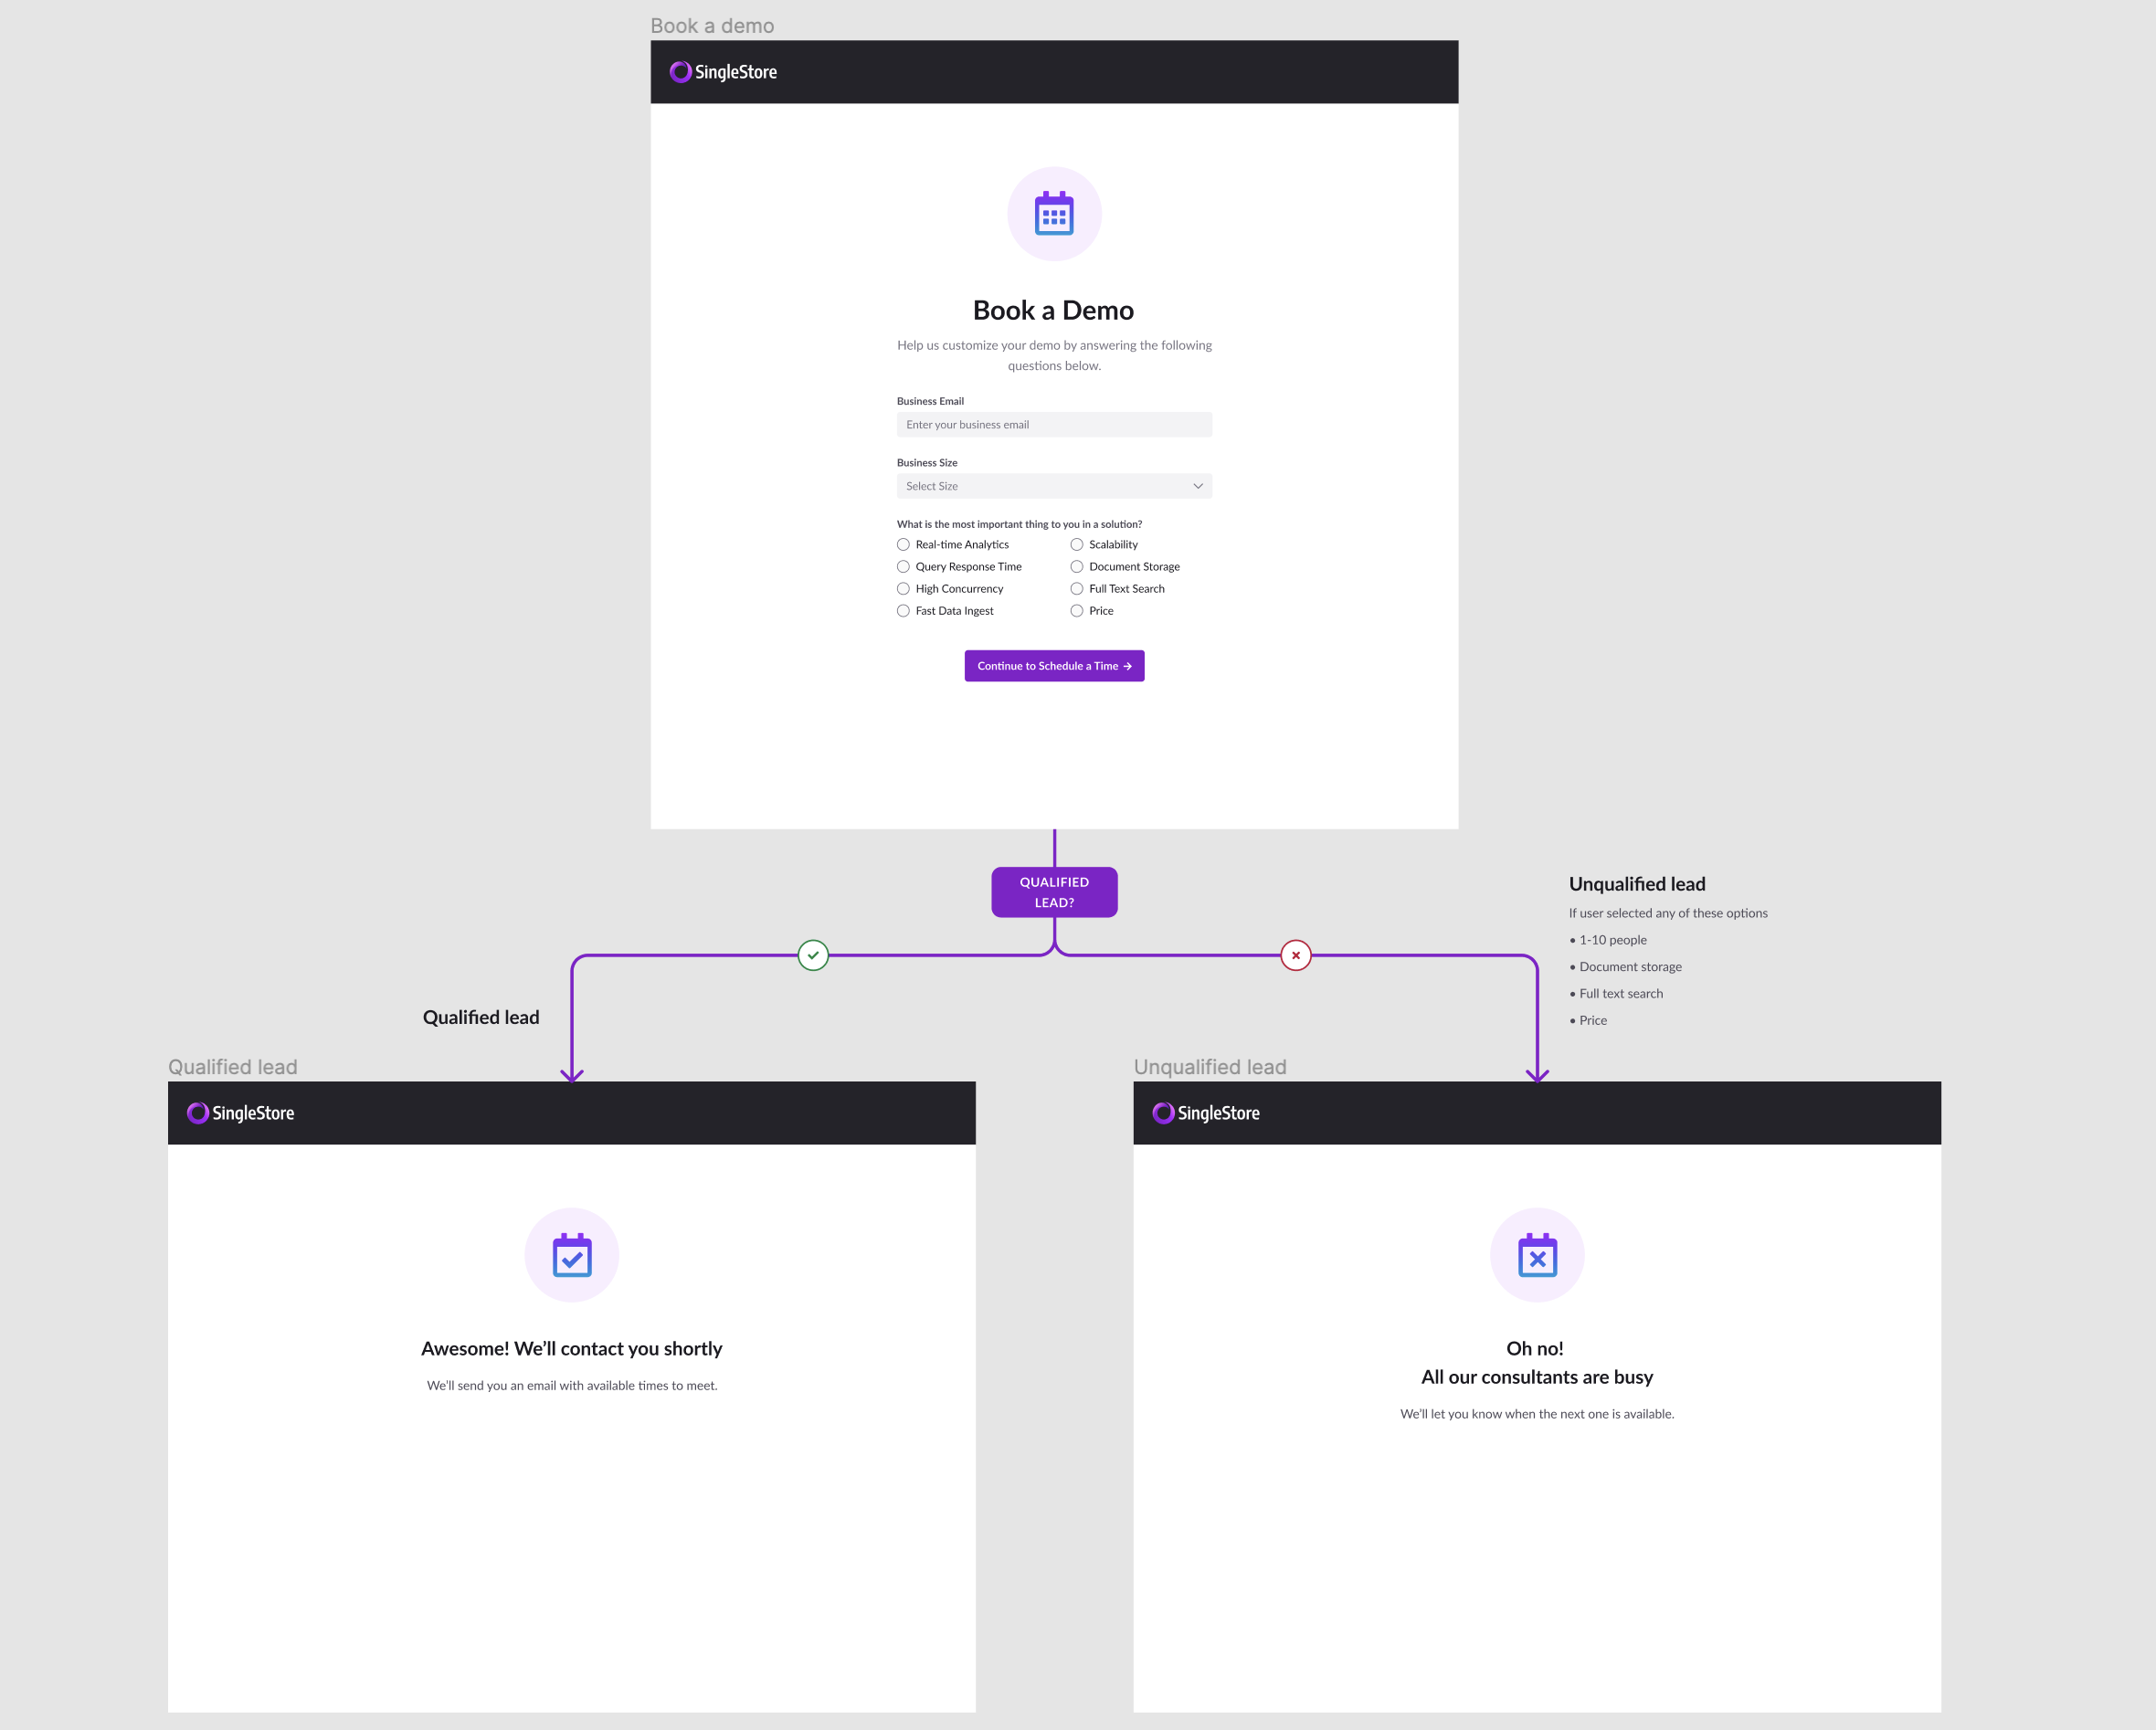 Book a demo
SingleStore
Book a Demo
Help us customize your demo by answering the following
questions below.
Business Email
Enter your business email
Business Size
Select Size
What is the most important thing to you in a solution?
Real-time Analytics
Scalability
Query Response Time
Document Storage
High Concurrency
Full Text Search
Fast Data Ingest
Price
Continue to Schedule a Time →
QUALIFIED
LEAD?
Unqualified lead
If user selected any of these options
• 1-10 people
• Document storage
• Full text search
• Price
Qualified lead
Qualified lead
SingleStore
Awesome! We’ll contact you shortly
We’ll send you an email with available times to meet.
Unqualified lead
SingleStore
Oh no!
All our consultants are busy
We’ll let you know when the next one is available.